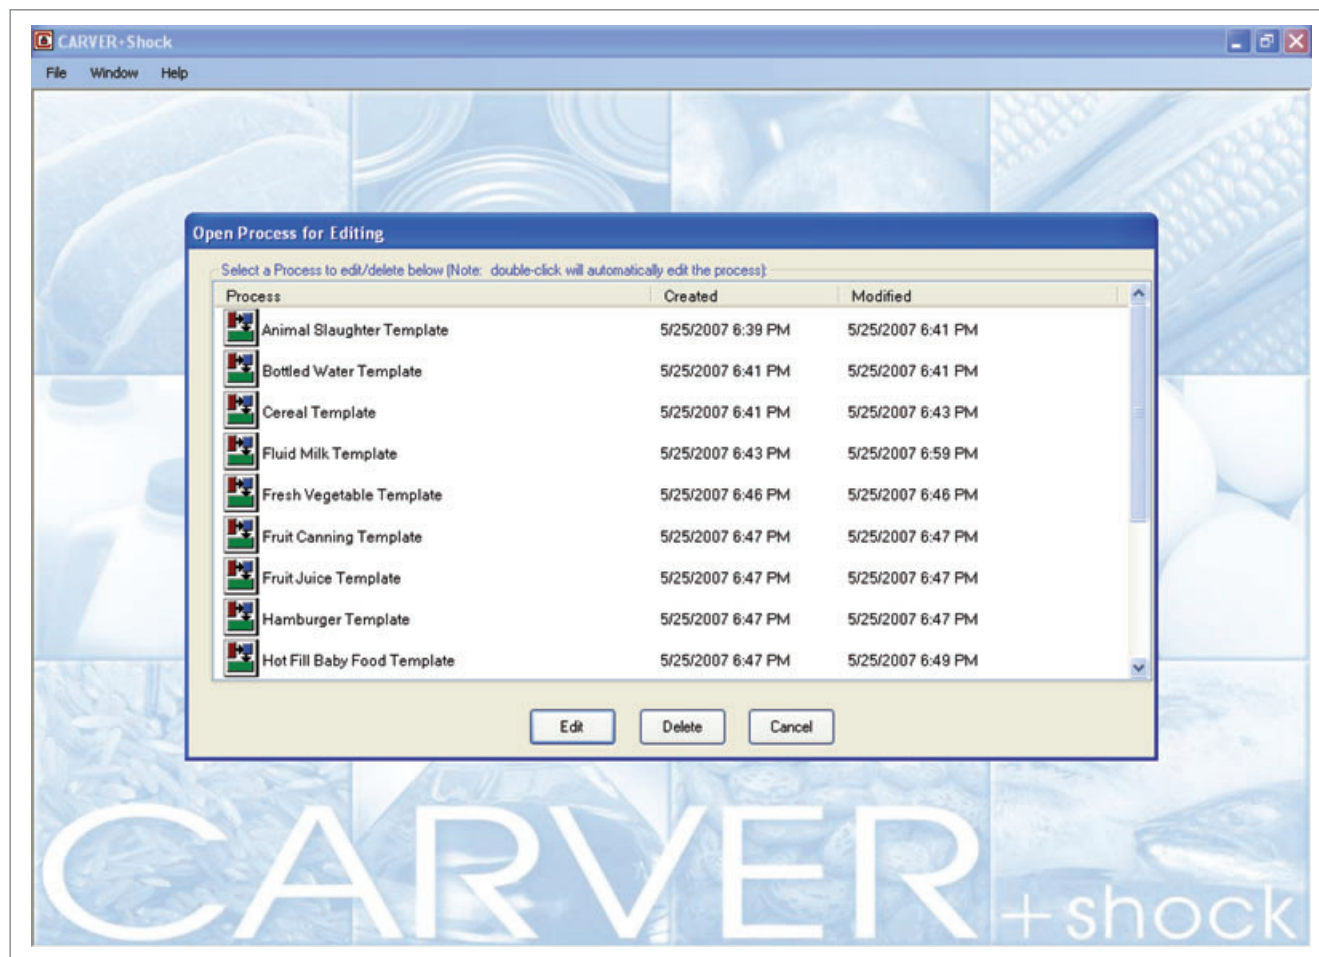 CARVER+Shock
File Window Help
Open Process for Editing
Select a Process to edit/delete below (Note: double-click will automatically edit the process):
Process Created Modified
Animal Slaughter Template 5/25/2007 6:39 PM 5/25/2007 6:41 PM
Bottled Water Template 5/25/2007 6:41 PM 5/25/2007 6:41 PM
Cereal Template 5/25/2007 6:41 PM 5/25/2007 6:43 PM
Fluid Milk Template 5/25/2007 6:43 PM 5/25/2007 6:59 PM
Fresh Vegetable Template 5/25/2007 6:46 PM 5/25/2007 6:46 PM
Fruit Canning Template 5/25/2007 6:47 PM 5/25/2007 6:47 PM
Fruit Juice Template 5/25/2007 6:47 PM 5/25/2007 6:47 PM
Hamburger Template 5/25/2007 6:47 PM 5/25/2007 6:47 PM
Hot Fill Baby Food Template 5/25/2007 6:47 PM 5/25/2007 6:49 PM
Edit Delete Cancel
CARVER
+shock